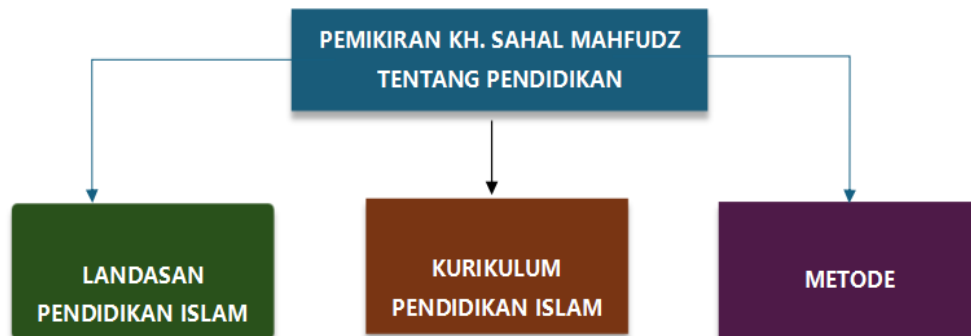 PEMIKIRAN KH. SAHAL MAHFUDZ
TENTANG PENDIDIKAN
LANDASAN
PENDIDIKAN ISLAM
KURIKULUM
PENDIDIKAN ISLAM
METODE